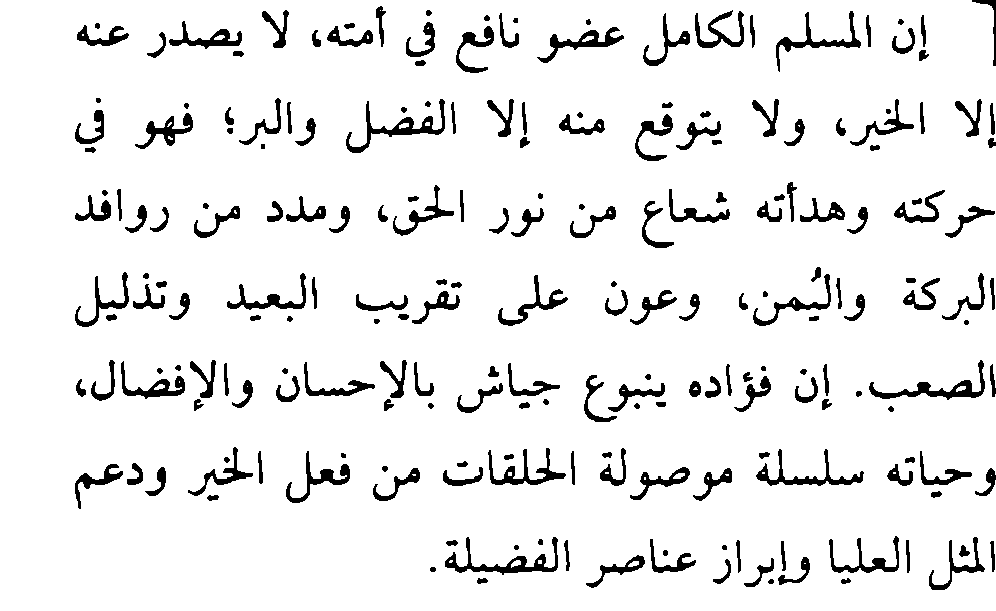 إن المسلم الكامل عضو نافع في أمته، لا يصدر عنه
إلا الخير، ولا يتوقع منه إلا الفضل والبر؛ فهو في
حركته وهدأته شعاع من نور الحق، ومدد من روافد
البركة واليُمن، وعون على تقريب البعيد وتذليل
الصعب. إن فؤاده ينبوع جياش بالإحسان والإفضال،
وحياته سلسلة موصولة الحلقات من فعل الخير ودعم
المثل العليا وإبراز عناصر الفضيلة.